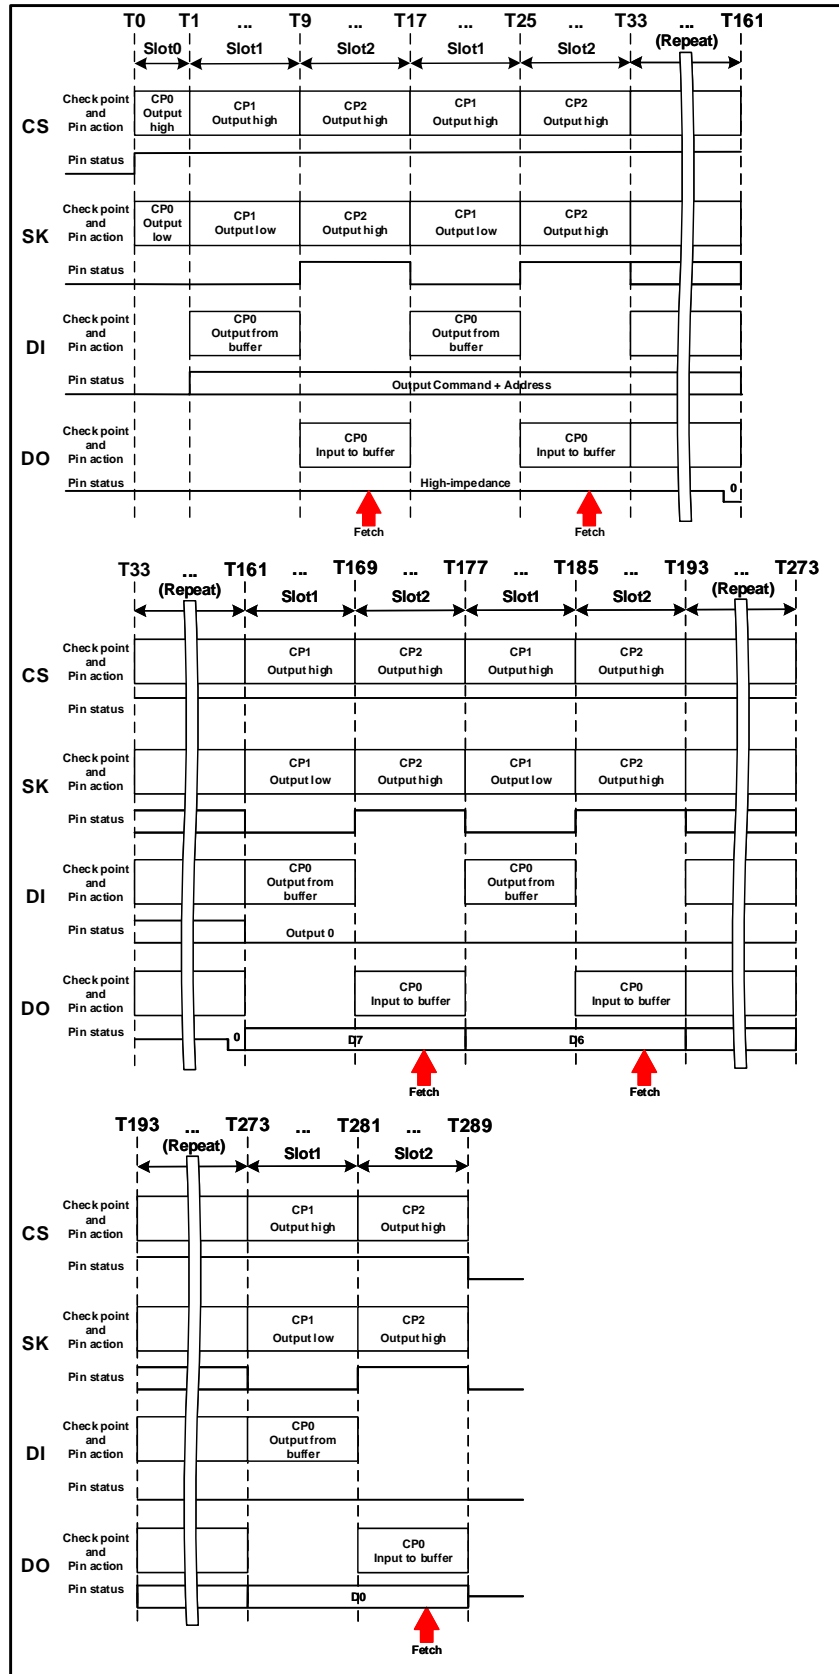 T0 T1 ... T9 ... T17 ... T25 ... T33 ... T161
(Repeat)
Slot0 Slot1 Slot2 Slot1 Slot2
CS
Check point
and
Pin action
CP0
Output
high
CP1
Output high
CP2
Output high
CP1
Output high
CP2
Output high
Pin status
SK
Check point
and
Pin action
CP0
Output
low
CP1
Output low
CP2
Output high
CP1
Output low
CP2
Output high
Pin status
DI
Check point
and
Pin action
CP0
Output from
buffer
CP0
Output from
buffer
Pin status
Output Command + Address
DO
Check point
and
Pin action
CP0
Input to buffer
CP0
Input to buffer
Pin status
High-impedance
0
Fetch Fetch
T33 ... T161 ... T169 ... T177 ... T185 ... T193 ... T273
(Repeat) (Repeat)
Slot1 Slot2 Slot1 Slot2
CS
Check point
and
Pin action
CP1
Output high
CP2
Output high
CP1
Output high
CP2
Output high
Pin status
SK
Check point
and
Pin action
CP1
Output low
CP2
Output high
CP1
Output low
CP2
Output high
Pin status
DI
Check point
and
Pin action
CP0
Output from
buffer
CP0
Output from
buffer
Pin status
Output 0
DO
Check point
and
Pin action
CP0
Input to buffer
CP0
Input to buffer
Pin status
0
D7
D6
Fetch Fetch
T193 ... T273 ... T281 ... T289
(Repeat)
Slot1 Slot2
CS
Check point
and
Pin action
CP1
Output high
CP2
Output high
Pin status
SK
Check point
and
Pin action
CP1
Output low
CP2
Output high
Pin status
DI
Check point
and
Pin action
CP0
Output from
buffer
Pin status
DO
Check point
and
Pin action
CP0
Input to buffer
Pin status
D0
Fetch